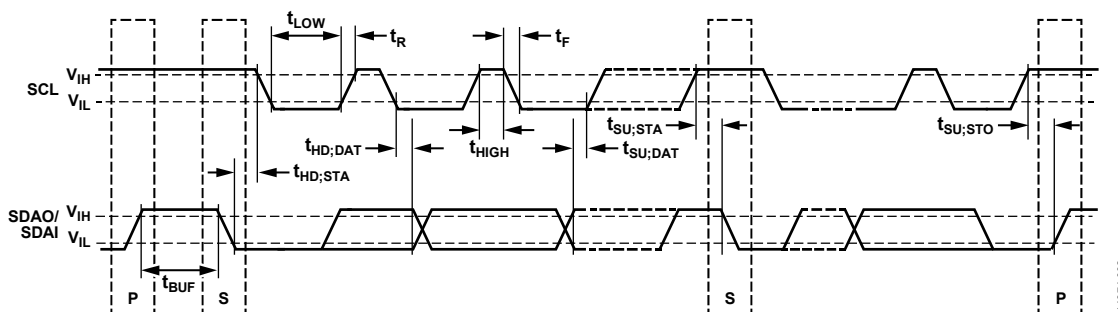 tLOW
tR
tF
VIH
SCL
VIL
tHD;DAT
tHIGH
tSU;STA
tSU;DAT
tSU;STO
tHD;STA
SDAO/
SDAI
VIH
VIL
tBUF
P
S
S
P